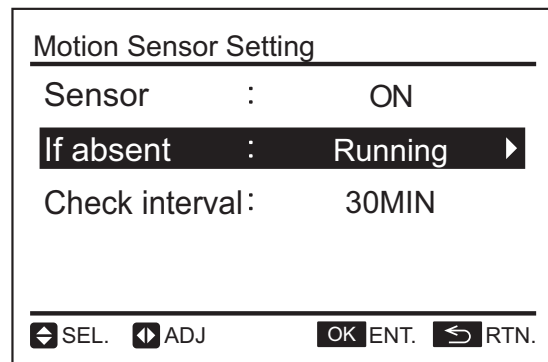 Motion Sensor Setting
Sensor : ON
If absent : Running
Check interval: 30MIN
SEL. ADJ OK ENT. RTN.